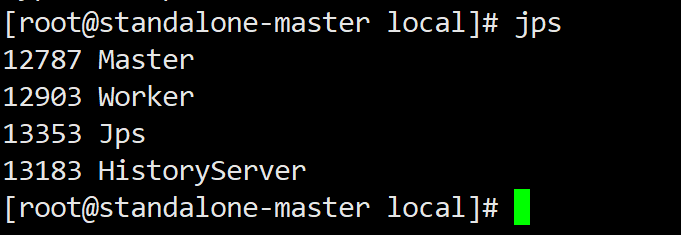 [root@standalone-master local]# jps
12787 Master
12903 Worker
13353 Jps
13183 HistoryServer
[root@standalone-master local]#